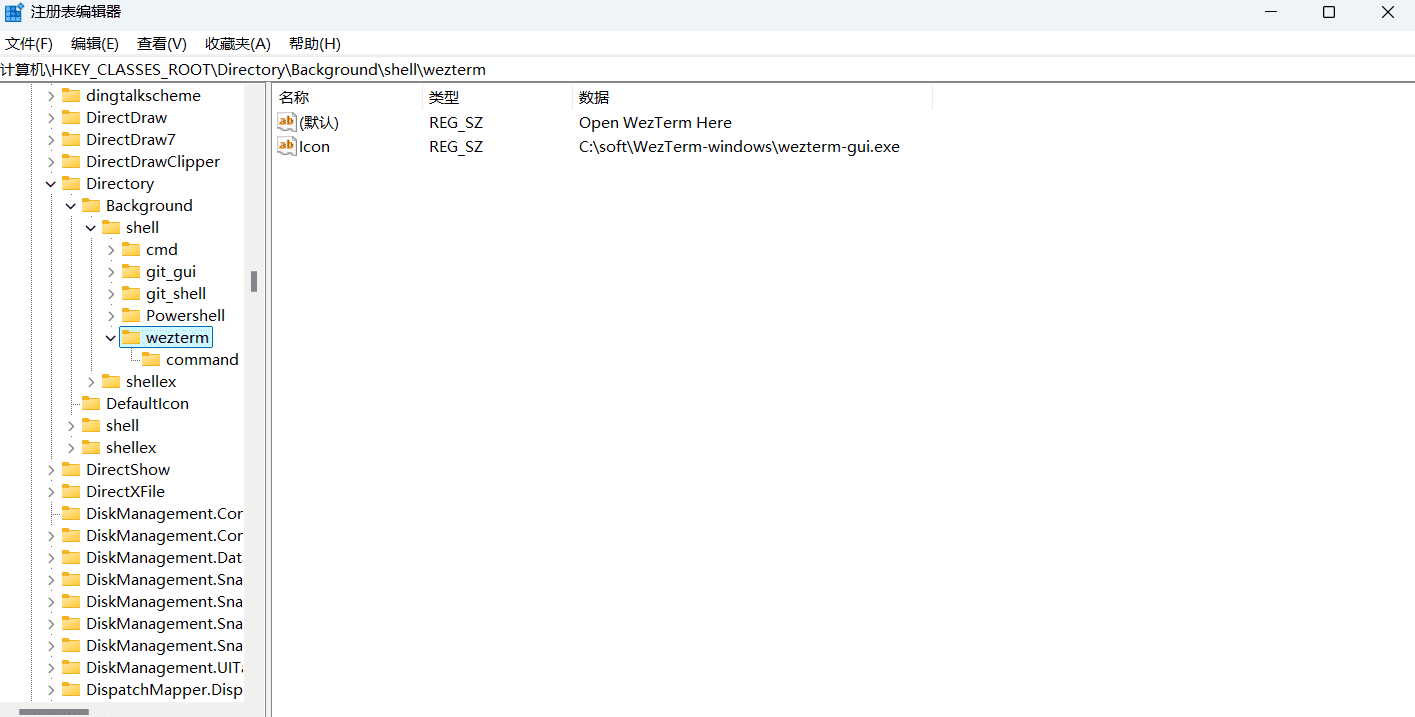 注册表编辑器
文件(F) 编辑(E) 查看(V) 收藏夹(A) 帮助(H)
计算机\HKEY_CLASSES_ROOT\Directory\Background\shell\wezterm
dingtalkscheme
DirectDraw
DirectDraw7
DirectDrawClipper
Directory
Background
shell
cmd
git_gui
git_shell
Powershell
wezterm
command
shellex
DefaultIcon
shell
shellex
DirectShow
DirectXFile
DiskManagement.Cor
DiskManagement.Cor
DiskManagement.Dat
DiskManagement.Sna
DiskManagement.Sna
DiskManagement.Sna
DiskManagement.Sna
DiskManagement.UITa
DispatchMapper.Disp
名称 类型 数据
ab (默认) REG_SZ Open WezTerm Here
ab Icon REG_SZ C:\soft\WezTerm-windows\wezterm-gui.exe